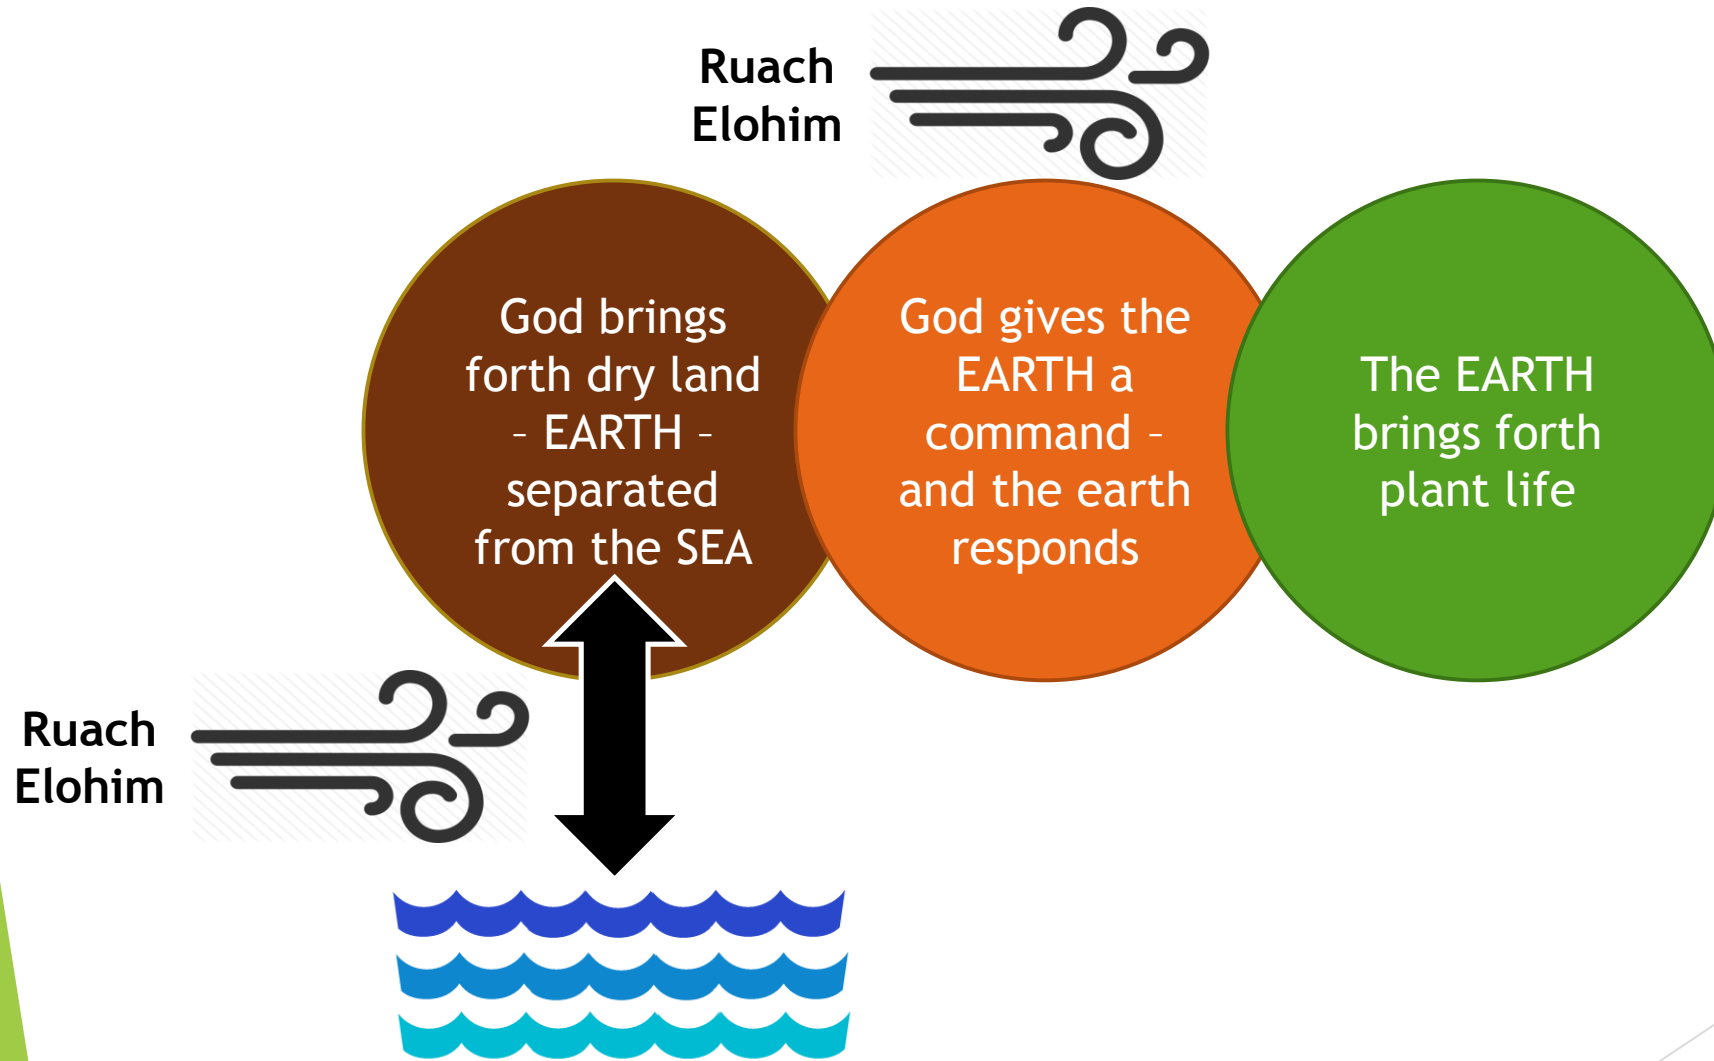 Ruach
Elohim
God brings
forth dry land
– EARTH –
separated
from the SEA
God gives the
EARTH a
command –
and the earth
responds
The EARTH
brings forth
plant life
Ruach
Elohim